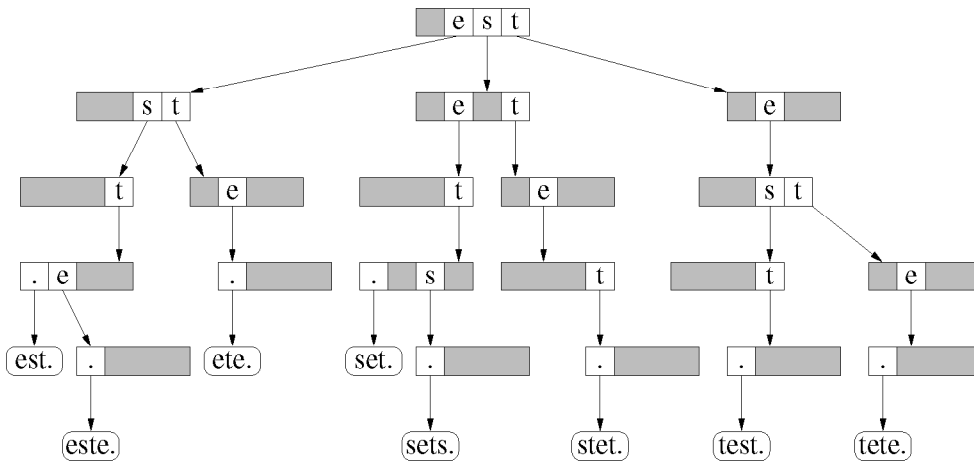 e s t
s t
e t
e
t
e
t
e
s t
. e
.
. s
t
t
e
est.
.
ete.
set.
.
.
.
.
este.
sets.
stet.
test.
tete.